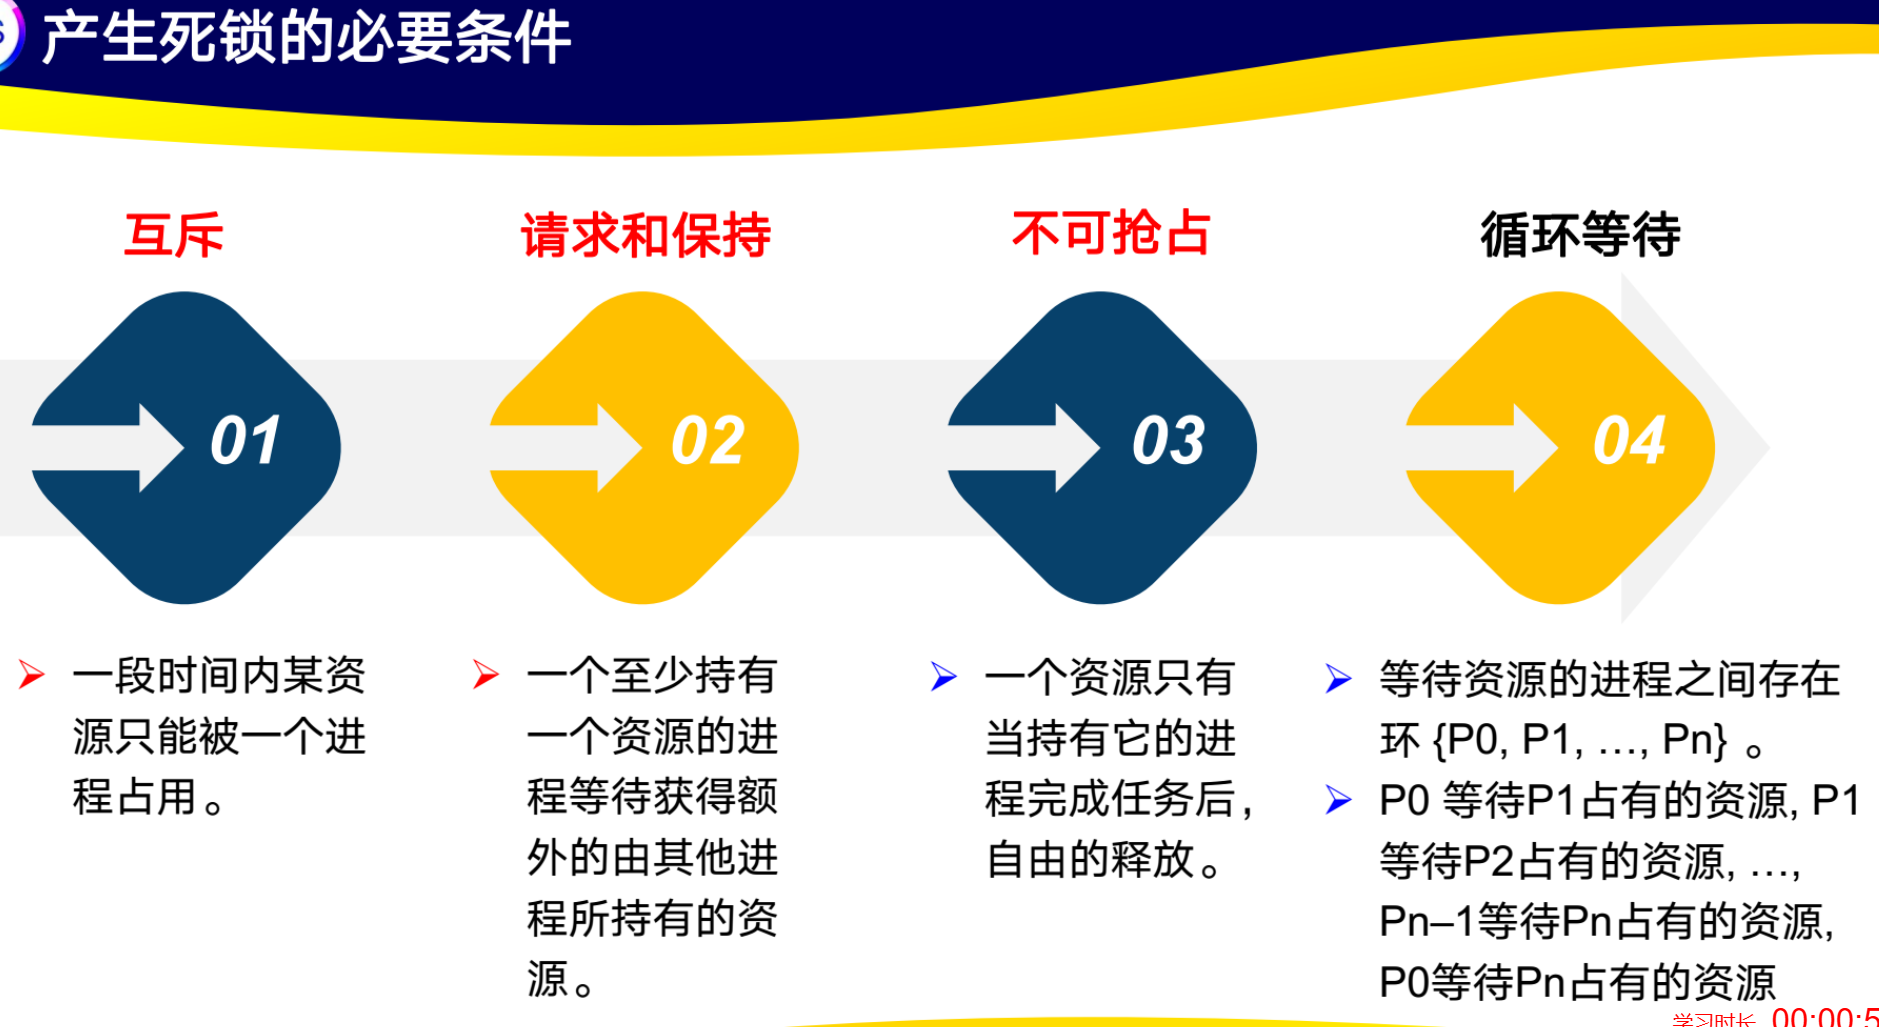 产生死锁的必要条件
互斥
请求和保持
不可抢占
循环等待
01
02
03
04
一段时间内某资
源只能被一个进
程占用。
一个至少持有
一个资源的进
程等待获得额
外的由其他进
程所持有的资
源。
一个资源只有
当持有它的进
程完成任务后,
自由的释放。
等待资源的进程之间存在
环 {P0, P1, …, Pn} 。
P0 等待P1占有的资源, P1
等待P2占有的资源, …,
Pn–1等待Pn占有的资源,
P0等待Pn占有的资源
学习时长 00:00:5